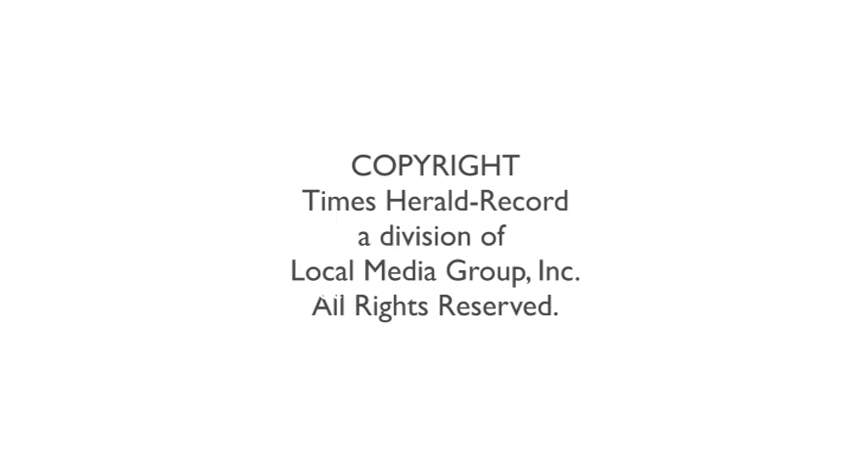 COPYRIGHT
Times Herald-Record
a division of
Local Media Group, Inc.
All Rights Reserved.